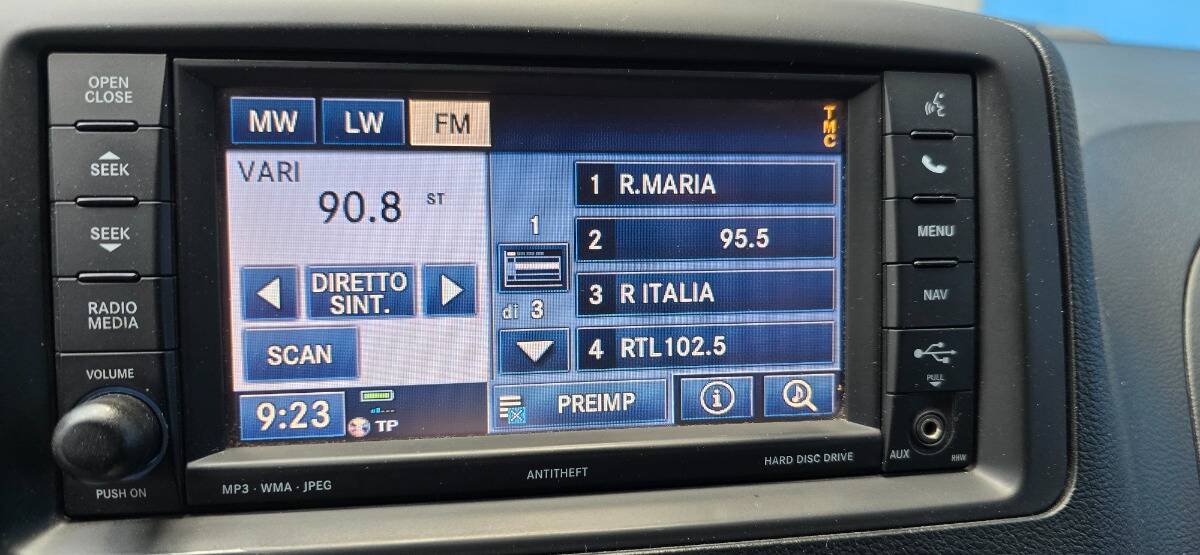 OPEN
CLOSE
SEEK
SEEK
RADIO
MEDIA
VOLUME
PUSH ON
MW LW FM
TMC
VARI
90.8 ST
DIRETTO
SINT.
SCAN
9:23
TP
1
di 3
1 R.MARIA
2 95.5
3 R ITALIA
4 RTL102.5
PREIMP
i
MP3 · WMA · JPEG
ANTITHEFT
HARD DISC DRIVE
MENU
NAV
PULL
AUX
RHW